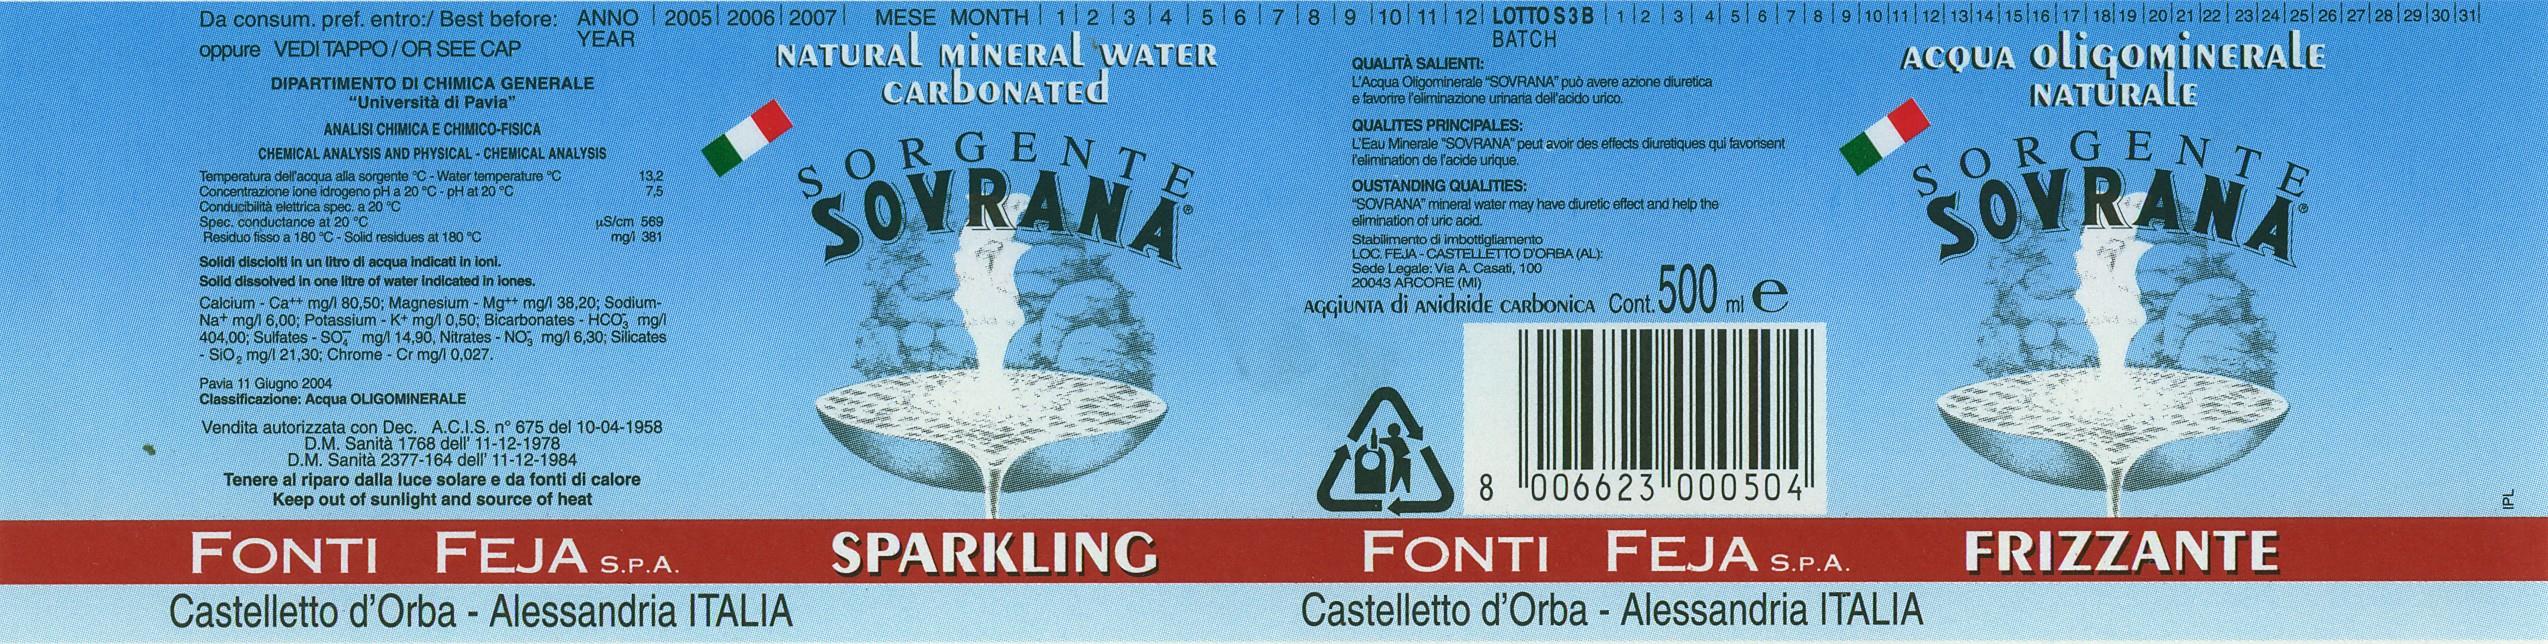 Da consum. pref. entro:/ Best before: ANNO | 2005 | 2006 | 2007 | MESE MONTH | 1 | 2 | 3 | 4 | 5 | 6 | 7 | 8 | 9 | 10 | 11 | 12 | LOTTO S 3 B | 1 | 2 | 3 | 4 | 5 | 6 | 7 | 8 | 9 | 10 | 11 | 12 | 13 | 14 | 15 | 16 | 17 | 18 | 19 | 20 | 21 | 22 | 23 | 24 | 25 | 26 | 27 | 28 | 29 | 30 | 31 |
oppure VEDI TAPPO / OR SEE CAP YEAR BATCH
DIPARTIMENTO DI CHIMICA GENERALE
"Università di Pavia"
ANALISI CHIMICA E CHIMICO-FISICA
CHEMICAL ANALYSIS AND PHYSICAL - CHEMICAL ANALYSIS
Temperatura dell'acqua alla sorgente °C - Water temperature °C 13,2
Concentrazione ione idrogeno pH a 20 °C - pH at 20 °C 7,5
Conducibilità elettrica spec. a 20 °C
Spec. conductance at 20 °C µS/cm 569
Residuo fisso a 180 °C - Solid residues at 180 °C mg/l 381
Solidi disciolti in un litro di acqua indicati in ioni.
Solid dissolved in one litre of water indicated in iones.
Calcium - Ca++ mg/l 80,50; Magnesium - Mg++ mg/l 38,20; Sodium-
Na+ mg/l 6,00; Potassium - K+ mg/l 0,50; Bicarbonates - HCO3- mg/l
404,00; Sulfates - SO4-- mg/l 14,90, Nitrates - NO3- mg/l 6,30; Silicates
- SiO2 mg/l 21,30; Chrome - Cr mg/l 0,027.
Pavia 11 Giugno 2004
Classificazione: Acqua OLIGOMINERALE
Vendita autorizzata con Dec. A.C.I.S. n° 675 del 10-04-1958
D.M. Sanità 1768 dell' 11-12-1978
D.M. Sanità 2377-164 dell' 11-12-1984
Tenere al riparo dalla luce solare e da fonti di calore
Keep out of sunlight and source of heat
FONTI FEJA S.P.A.
Castelletto d'Orba - Alessandria ITALIA
NATURAL MINERAL WATER
CARBONATED
SORGENTE
SOVRANA®
SPARKLING
QUALITÀ SALIENTI:
L'Acqua Oligominerale "SOVRANA" può avere azione diuretica
e favorire l'eliminazione urinaria dell'acido urico.
QUALITES PRINCIPALES:
L'Eau Minerale "SOVRANA" peut avoir des effects diuretiques qui favorisent
l'elimination de l'acide urique.
OUSTANDING QUALITIES:
"SOVRANA" mineral water may have diuretic effect and help the
elimination of uric acid.
Stabilimento di imbottigliamento
LOC. FEJA - CASTELLETTO D'ORBA (AL):
Sede Legale: Via A. Casati, 100
20043 ARCORE (MI)
AGGIUNTA di ANIDRIDE CARBONICA Cont. 500 ml e
8 006623 000504
FONTI FEJA S.P.A.
Castelletto d'Orba - Alessandria ITALIA
ACQUA OLIGOMINERALE
NATURALE
SORGENTE
SOVRANA®
FRIZZANTE
IPL